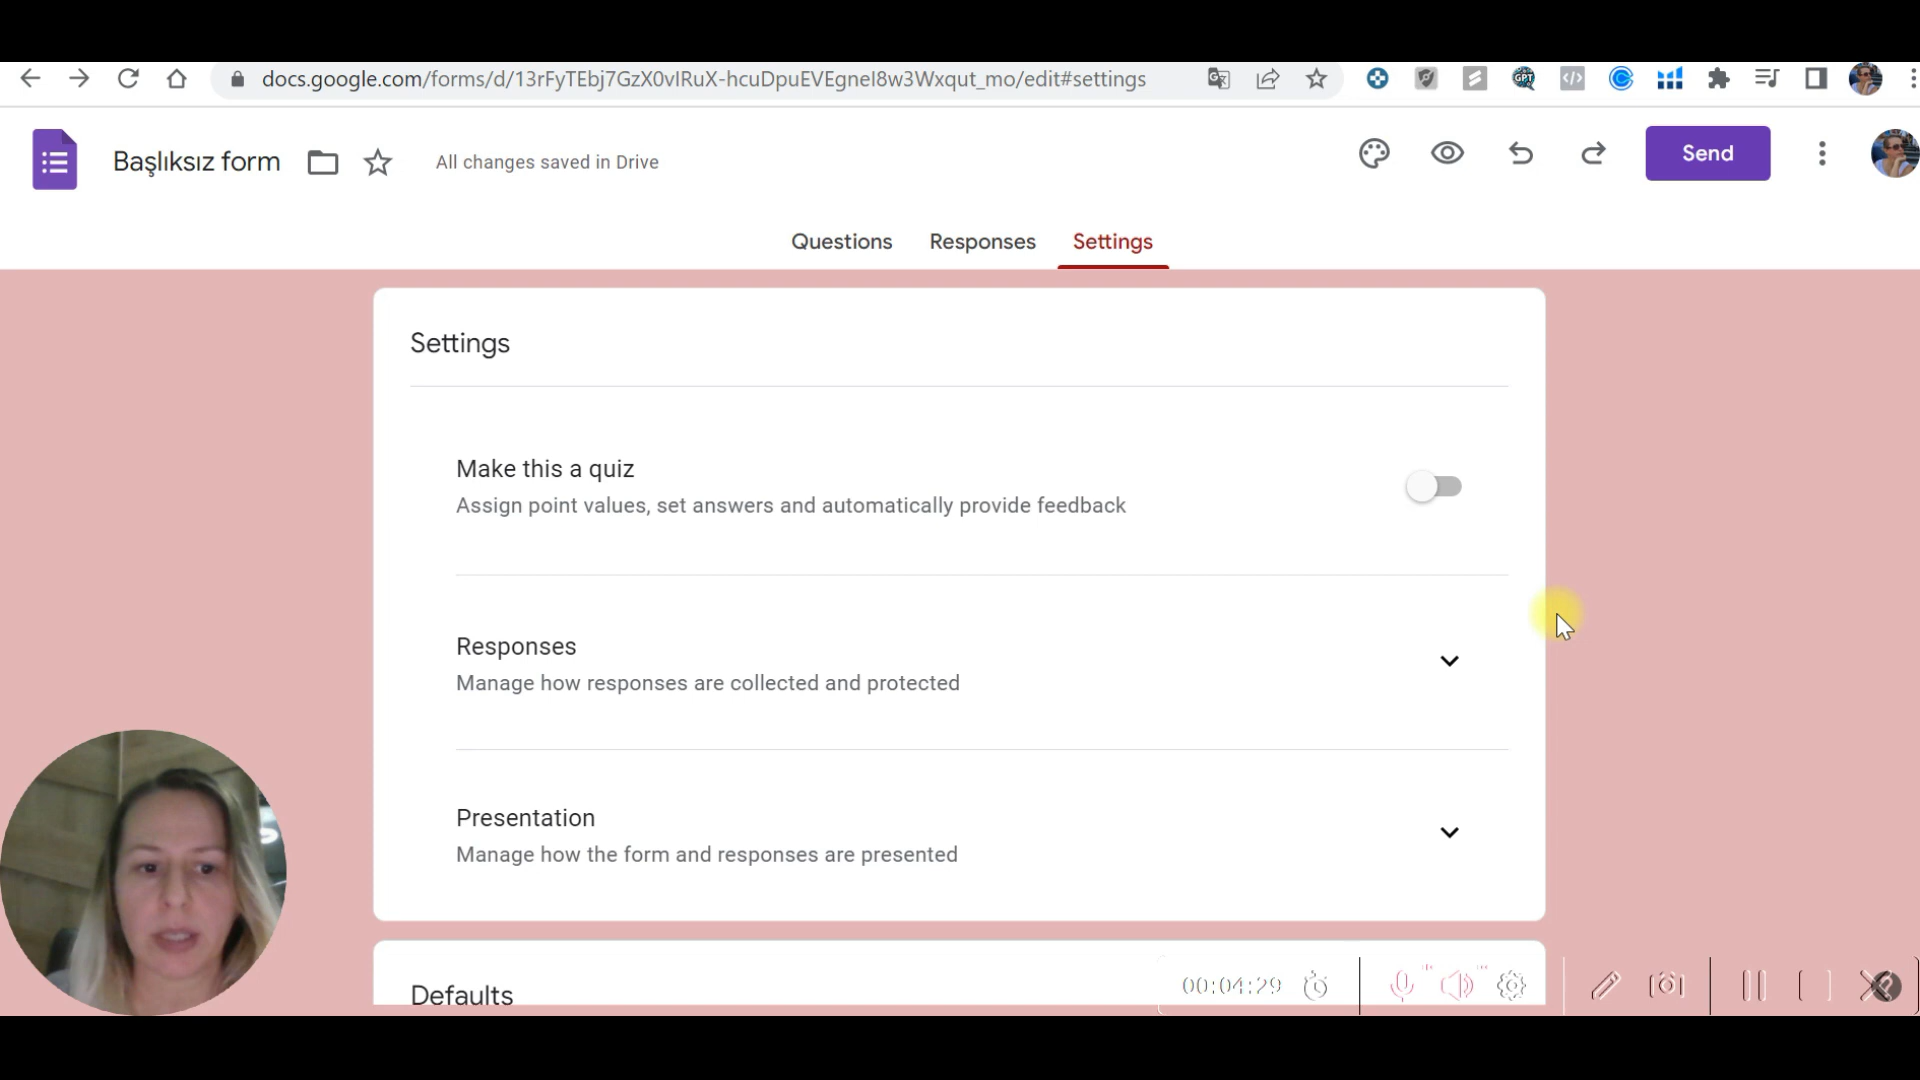 docs.google.com/forms/d/13rFyTEbj7GzX0vIRuX-hcuDpuEVEgnel8w3Wxqut_mo/edit#settings
GPT
Başlıksız form
All changes saved in Drive
Send
Questions
Responses
Settings
Settings
Make this a quiz
Assign point values, set answers and automatically provide feedback
Responses
Manage how responses are collected and protected
Presentation
Manage how the form and responses are presented
Defaults
00:04:29